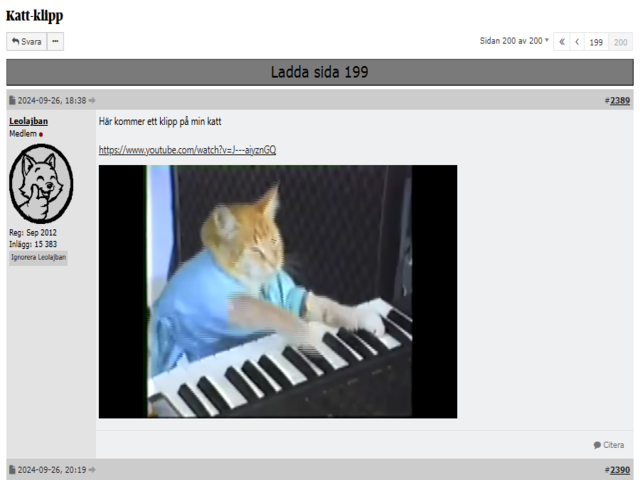 Katt-klipp
Svara
Sidan 200 av 200
199
200
Ladda sida 199
2024-09-26, 18:38
#2389
Leolajban
Medlem
Här kommer ett klipp på min katt
https://www.youtube.com/watch?v=J---aiyznGQ
Reg: Sep 2012
Inlägg: 15 383
Ignorera Leolajban
Citera
2024-09-26, 20:19
#2390